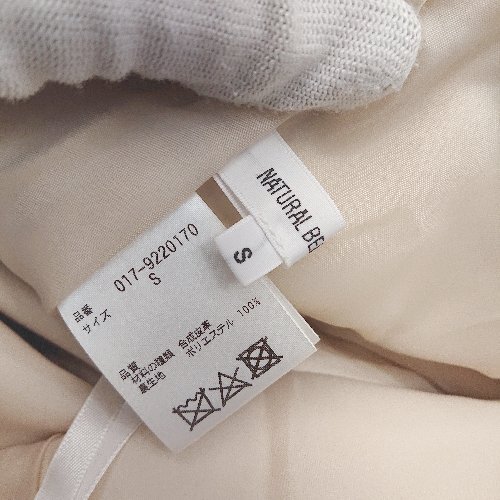 NATURAL BE
S
品番 017-9220170
サイズ S
品質
材料の種類 合成皮革
裏生地 ポリエステル 100%